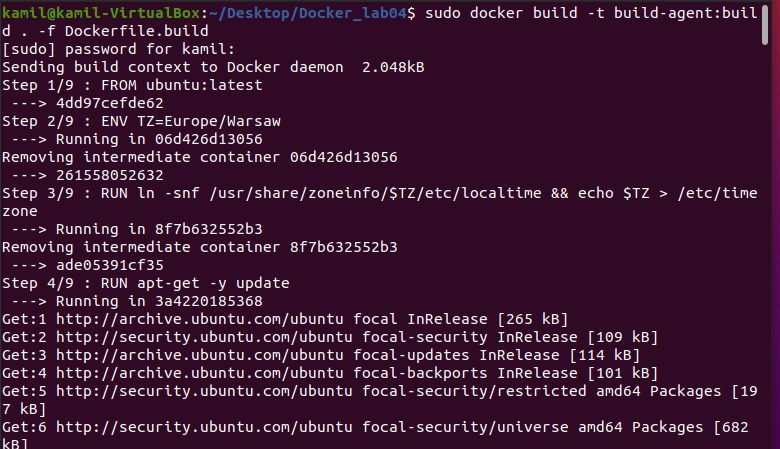 kamil@kamil-VirtualBox:~/Desktop/Docker_lab04$ sudo docker build -t build-agent:buil
d . -f Dockerfile.build
[sudo] password for kamil:
Sending build context to Docker daemon  2.048kB
Step 1/9 : FROM ubuntu:latest
 ---> 4dd97cefde62
Step 2/9 : ENV TZ=Europe/Warsaw
 ---> Running in 06d426d13056
Removing intermediate container 06d426d13056
 ---> 261558052632
Step 3/9 : RUN ln -snf /usr/share/zoneinfo/$TZ/etc/localtime && echo $TZ > /etc/time
zone
 ---> Running in 8f7b632552b3
Removing intermediate container 8f7b632552b3
 ---> ade05391cf35
Step 4/9 : RUN apt-get -y update
 ---> Running in 3a4220185368
Get:1 http://archive.ubuntu.com/ubuntu focal InRelease [265 kB]
Get:2 http://security.ubuntu.com/ubuntu focal-security InRelease [109 kB]
Get:3 http://archive.ubuntu.com/ubuntu focal-updates InRelease [114 kB]
Get:4 http://archive.ubuntu.com/ubuntu focal-backports InRelease [101 kB]
Get:5 http://security.ubuntu.com/ubuntu focal-security/restricted amd64 Packages [19
7 kB]
Get:6 http://security.ubuntu.com/ubuntu focal-security/universe amd64 Packages [682
kB]